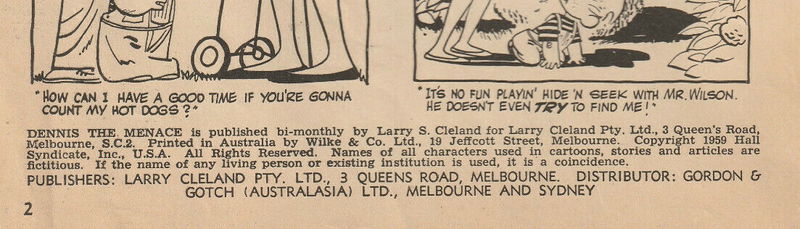 "HOW CAN I HAVE A GOOD TIME IF YOU'RE GONNA
COUNT MY HOT DOGS?"
"IT'S NO FUN PLAYIN' HIDE 'N SEEK WITH MR. WILSON.
HE DOESN'T EVEN TRY TO FIND ME!"
DENNIS THE MENACE is published bi-monthly by Larry S. Cleland for Larry Cleland Pty. Ltd., 3 Queen's Road,
Melbourne, S.C.2. Printed in Australia by Wilke & Co. Ltd., 19 Jeffcott Street, Melbourne. Copyright 1959 Hall
Syndicate, Inc., U.S.A. All Rights Reserved. Names of all characters used in cartoons, stories and articles are
fictitious. If the name of any living person or existing institution is used, it is a coincidence.
PUBLISHERS: LARRY CLELAND PTY. LTD., 3 QUEENS ROAD, MELBOURNE. DISTRIBUTOR: GORDON &
GOTCH (AUSTRALASIA) LTD., MELBOURNE AND SYDNEY
2